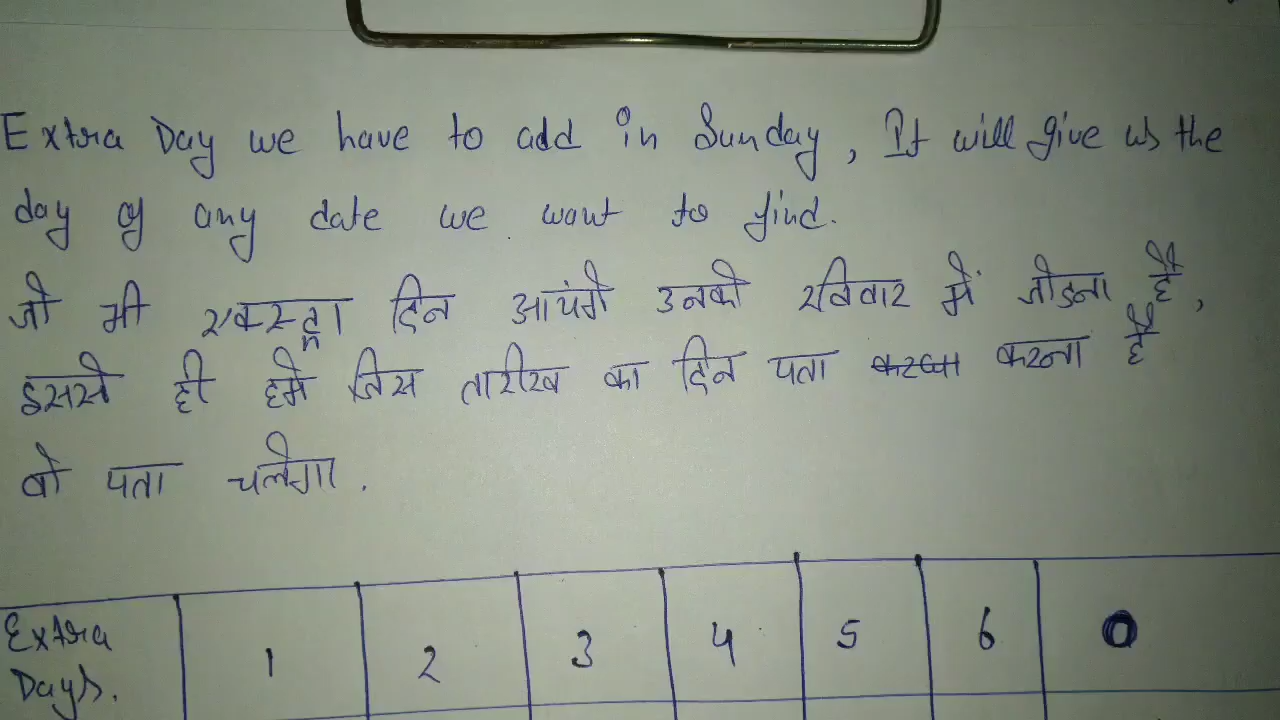 Extra Day we have to add in Sunday, It will give us the
day of any date we want to find.
जो भी एक्स्ट्रा दिन आयंगे उनको रविवार में जोडना है,
इससे ही हमे जिस तारीख का दिन पता करना है
वो पता चलेगा.
Extra Days. 1 2 3 4 5 6 0